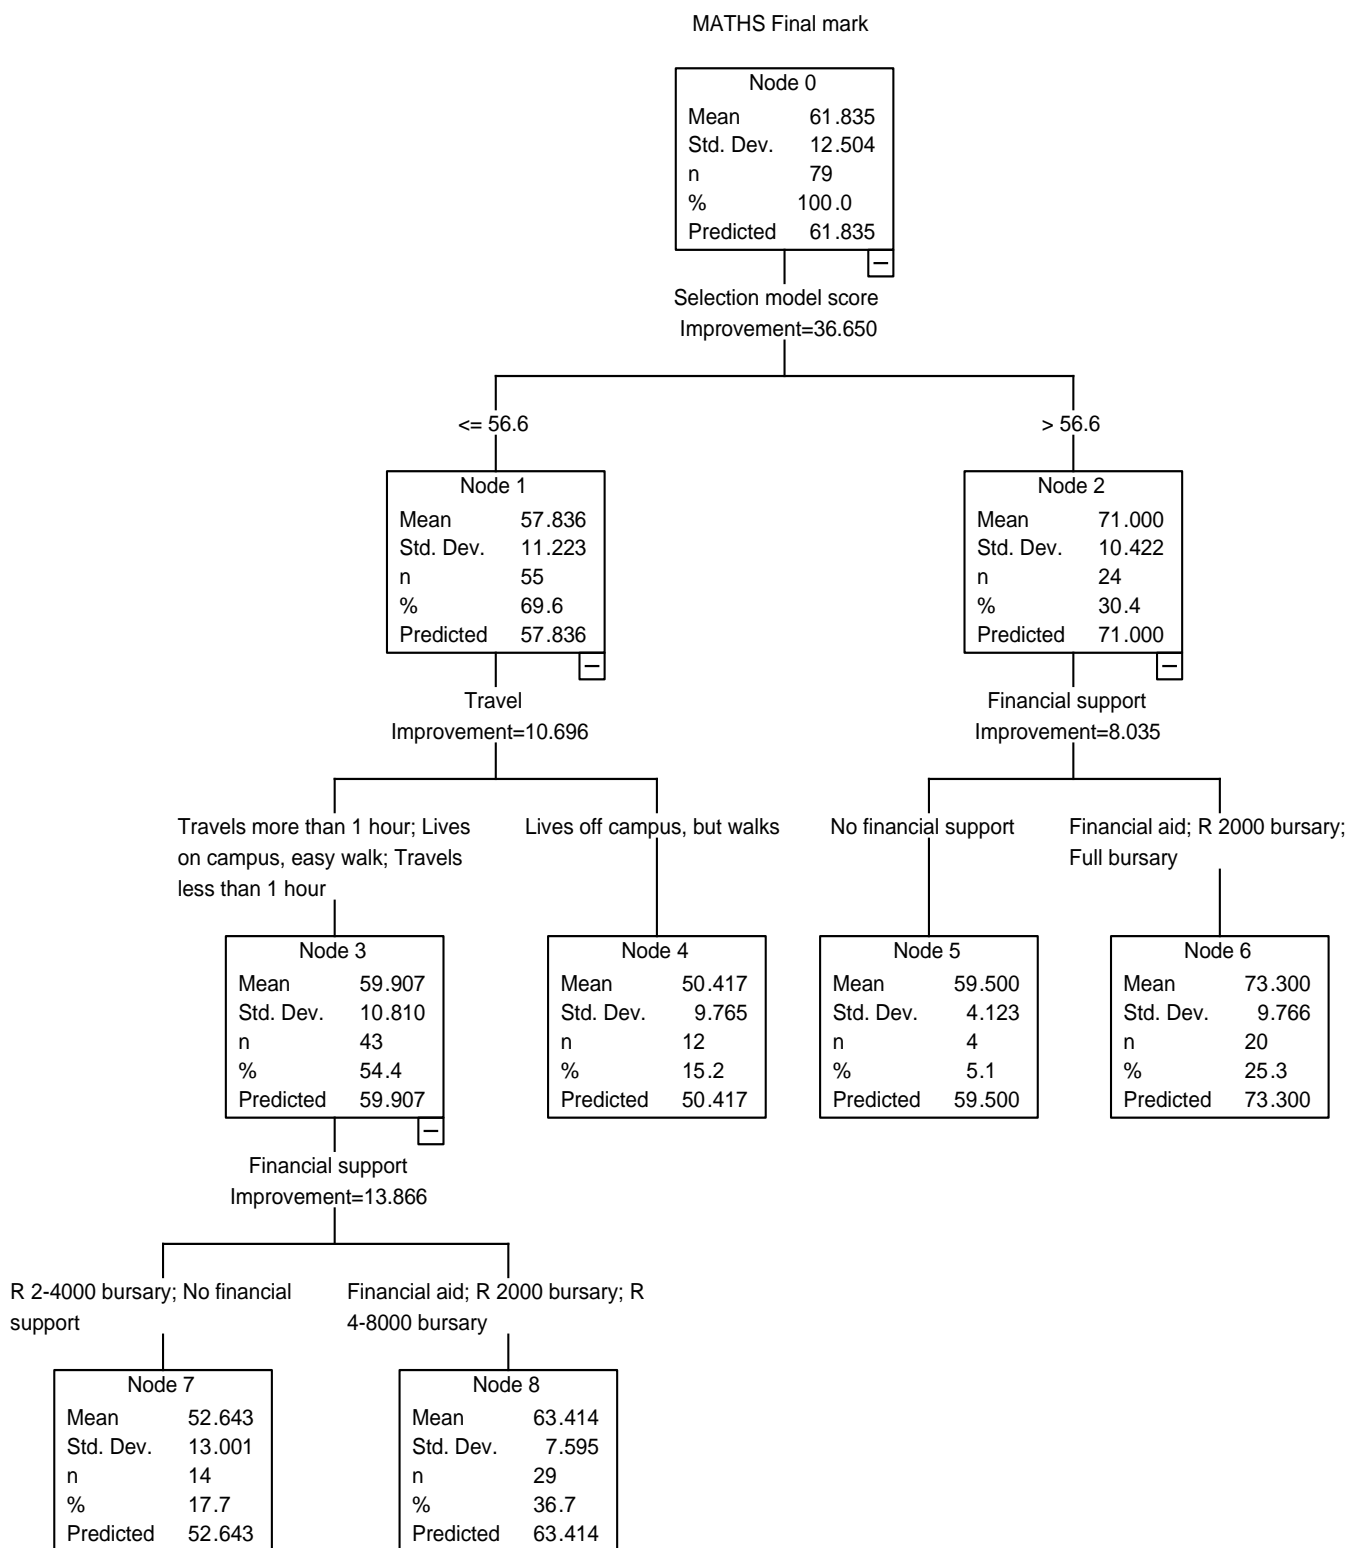 MATHS Final mark
Node 0
Mean 61.835
Std. Dev. 12.504
n 79
% 100.0
Predicted 61.835
Selection model score
Improvement=36.650
<= 56.6
> 56.6
Node 1
Mean 57.836
Std. Dev. 11.223
n 55
% 69.6
Predicted 57.836
Node 2
Mean 71.000
Std. Dev. 10.422
n 24
% 30.4
Predicted 71.000
Travel
Improvement=10.696
Financial support
Improvement=8.035
Travels more than 1 hour; Lives
on campus, easy walk; Travels
less than 1 hour
Lives off campus, but walks
No financial support
Financial aid; R 2000 bursary;
Full bursary
Node 3
Mean 59.907
Std. Dev. 10.810
n 43
% 54.4
Predicted 59.907
Node 4
Mean 50.417
Std. Dev. 9.765
n 12
% 15.2
Predicted 50.417
Node 5
Mean 59.500
Std. Dev. 4.123
n 4
% 5.1
Predicted 59.500
Node 6
Mean 73.300
Std. Dev. 9.766
n 20
% 25.3
Predicted 73.300
Financial support
Improvement=13.866
R 2-4000 bursary; No financial
support
Financial aid; R 2000 bursary; R
4-8000 bursary
Node 7
Mean 52.643
Std. Dev. 13.001
n 14
% 17.7
Predicted 52.643
Node 8
Mean 63.414
Std. Dev. 7.595
n 29
% 36.7
Predicted 63.414